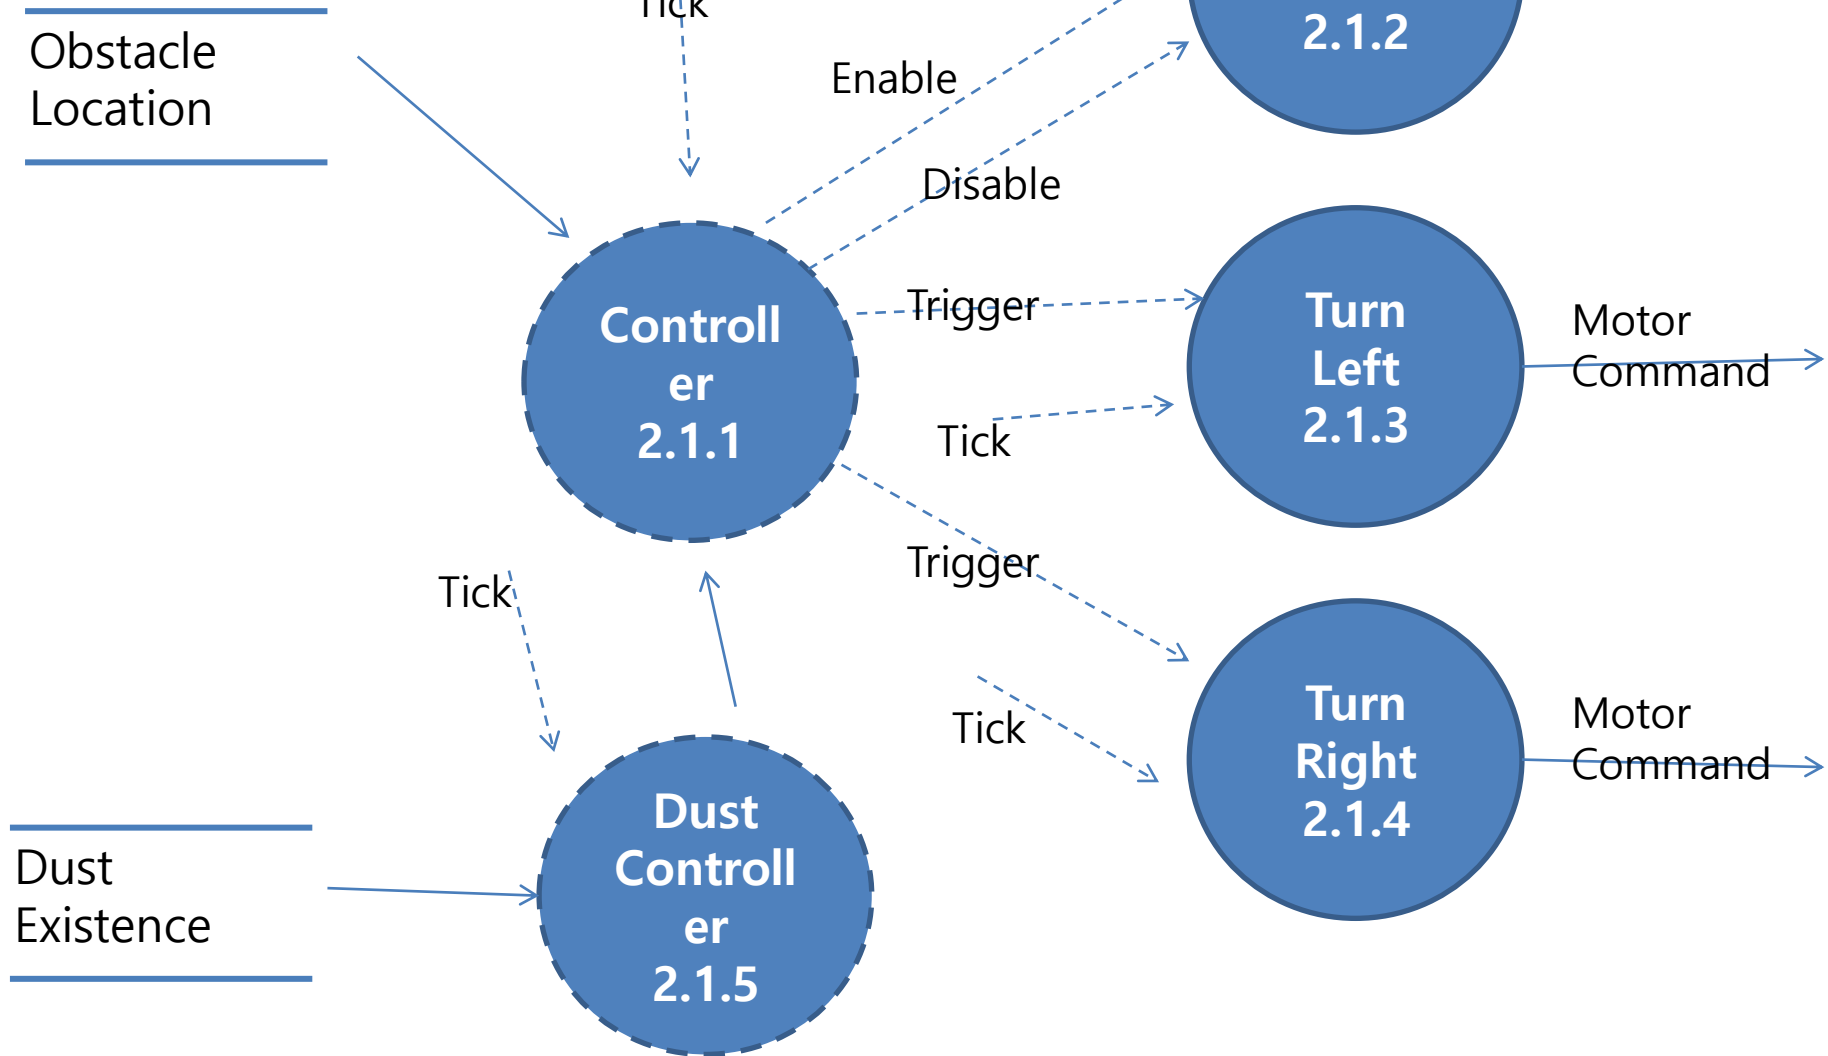 Tick
2.1.2
Obstacle
Location
Enable
Disable
Trigger
Controll
er
2.1.1
Turn
Left
2.1.3
Motor
Command
Tick
Trigger
Tick
Tick
Turn
Right
2.1.4
Motor
Command
Dust
Controll
er
2.1.5
Dust
Existence